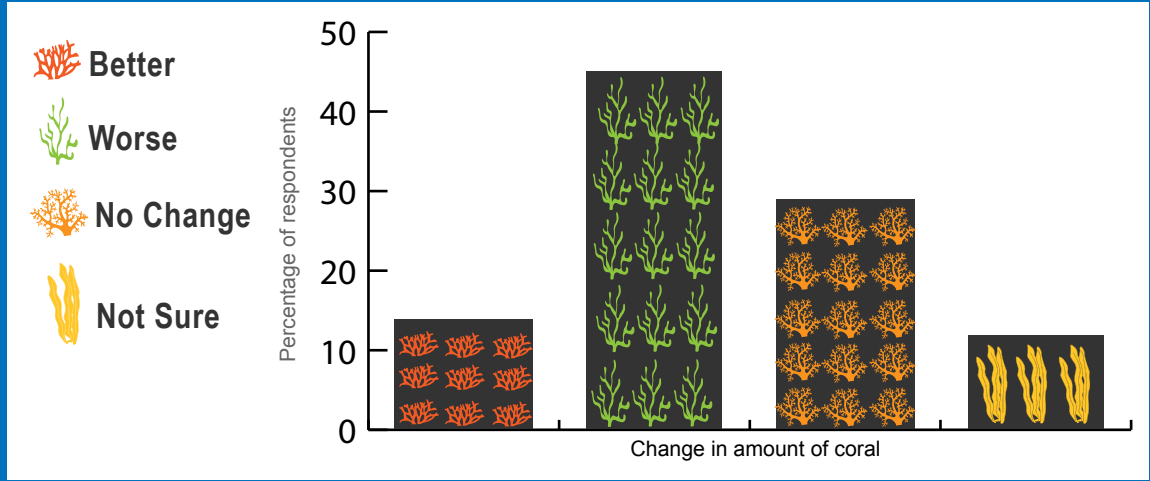 Better
Worse
No Change
Not Sure
Percentage of respondents
50
40
30
20
10
0
Change in amount of coral